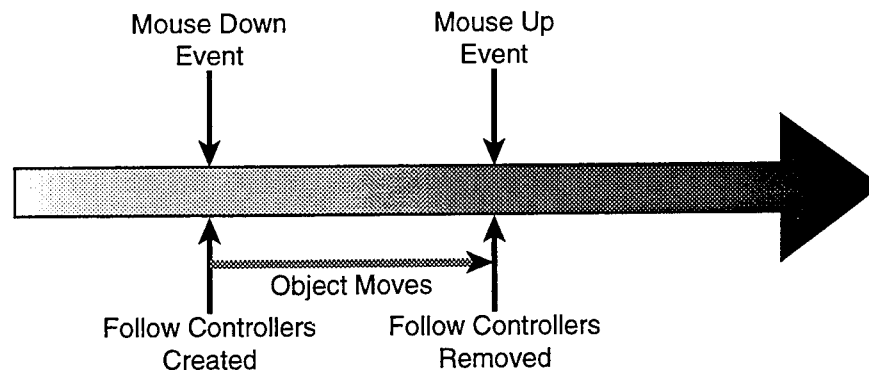 Mouse Down
Event
Mouse Up
Event
Object Moves
Follow Controllers
Created
Follow Controllers
Removed